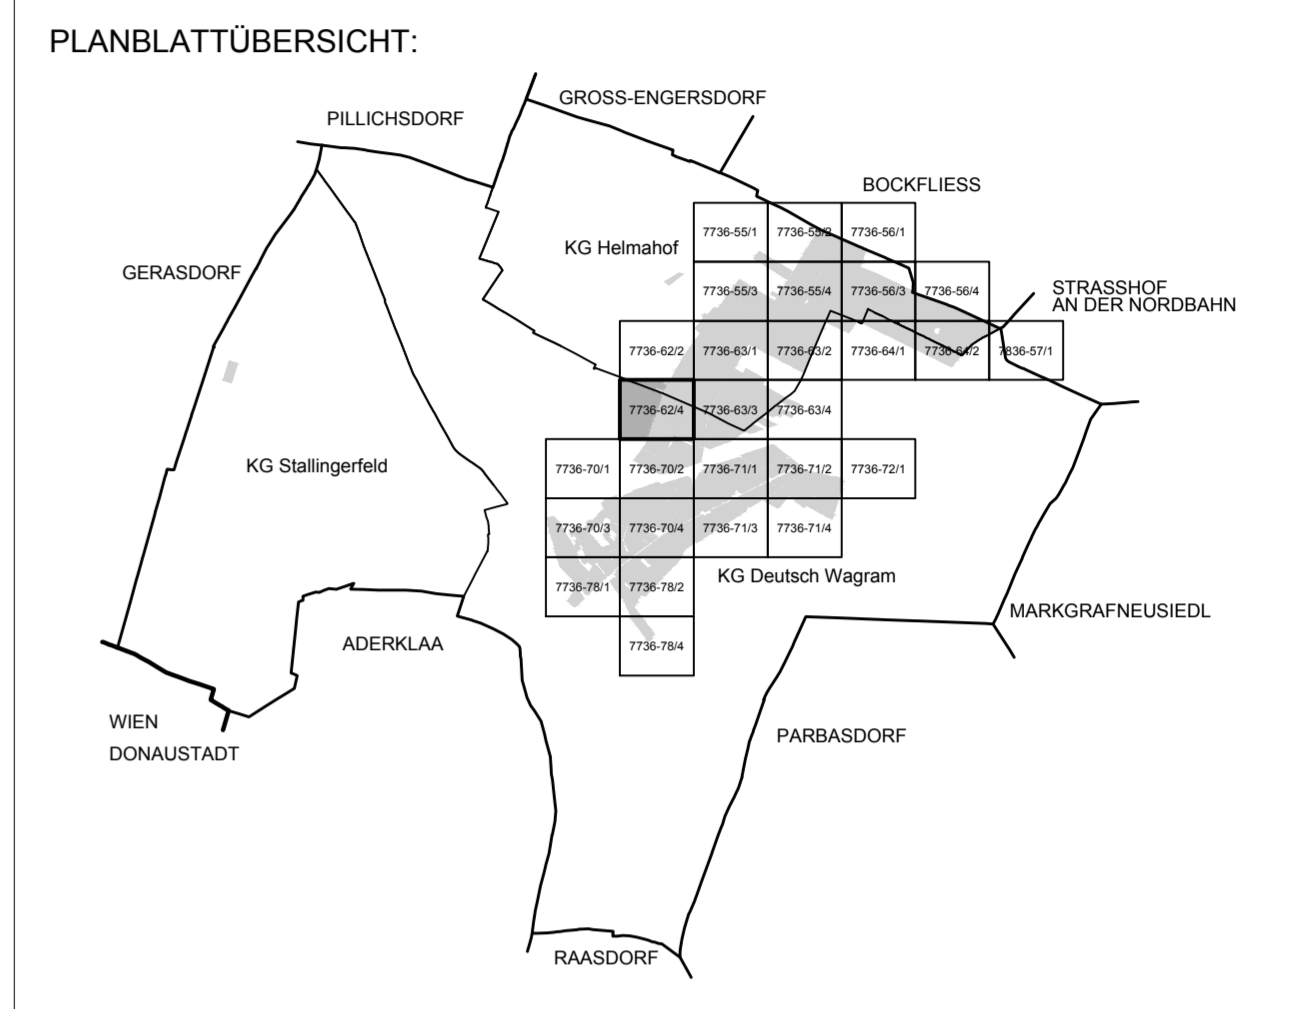 PLANBLATTÜBERSICHT:
GROSS-ENGERSDORF
PILLICHSDORF
BOCKFLIESS
7736-55/1
7736-55/2
7736-56/1
KG Helmahof
GERASDORF
7736-55/3
7736-55/4
7736-56/3
7736-56/4
STRASSHOF
AN DER NORDBAHN
7736-62/2
7736-63/1
7736-63/2
7736-64/1
7736-64/2
7836-57/1
7736-62/4
7736-63/3
7736-63/4
KG Stallingerfeld
7736-70/1
7736-70/2
7736-71/1
7736-71/2
7736-72/1
7736-70/3
7736-70/4
7736-71/3
7736-71/4
7736-78/1
7736-78/2
KG Deutsch Wagram
MARKGRAFNEUSIEDL
ADERKLAA
7736-78/4
WIEN
DONAUSTADT
PARBASDORF
RAASDORF